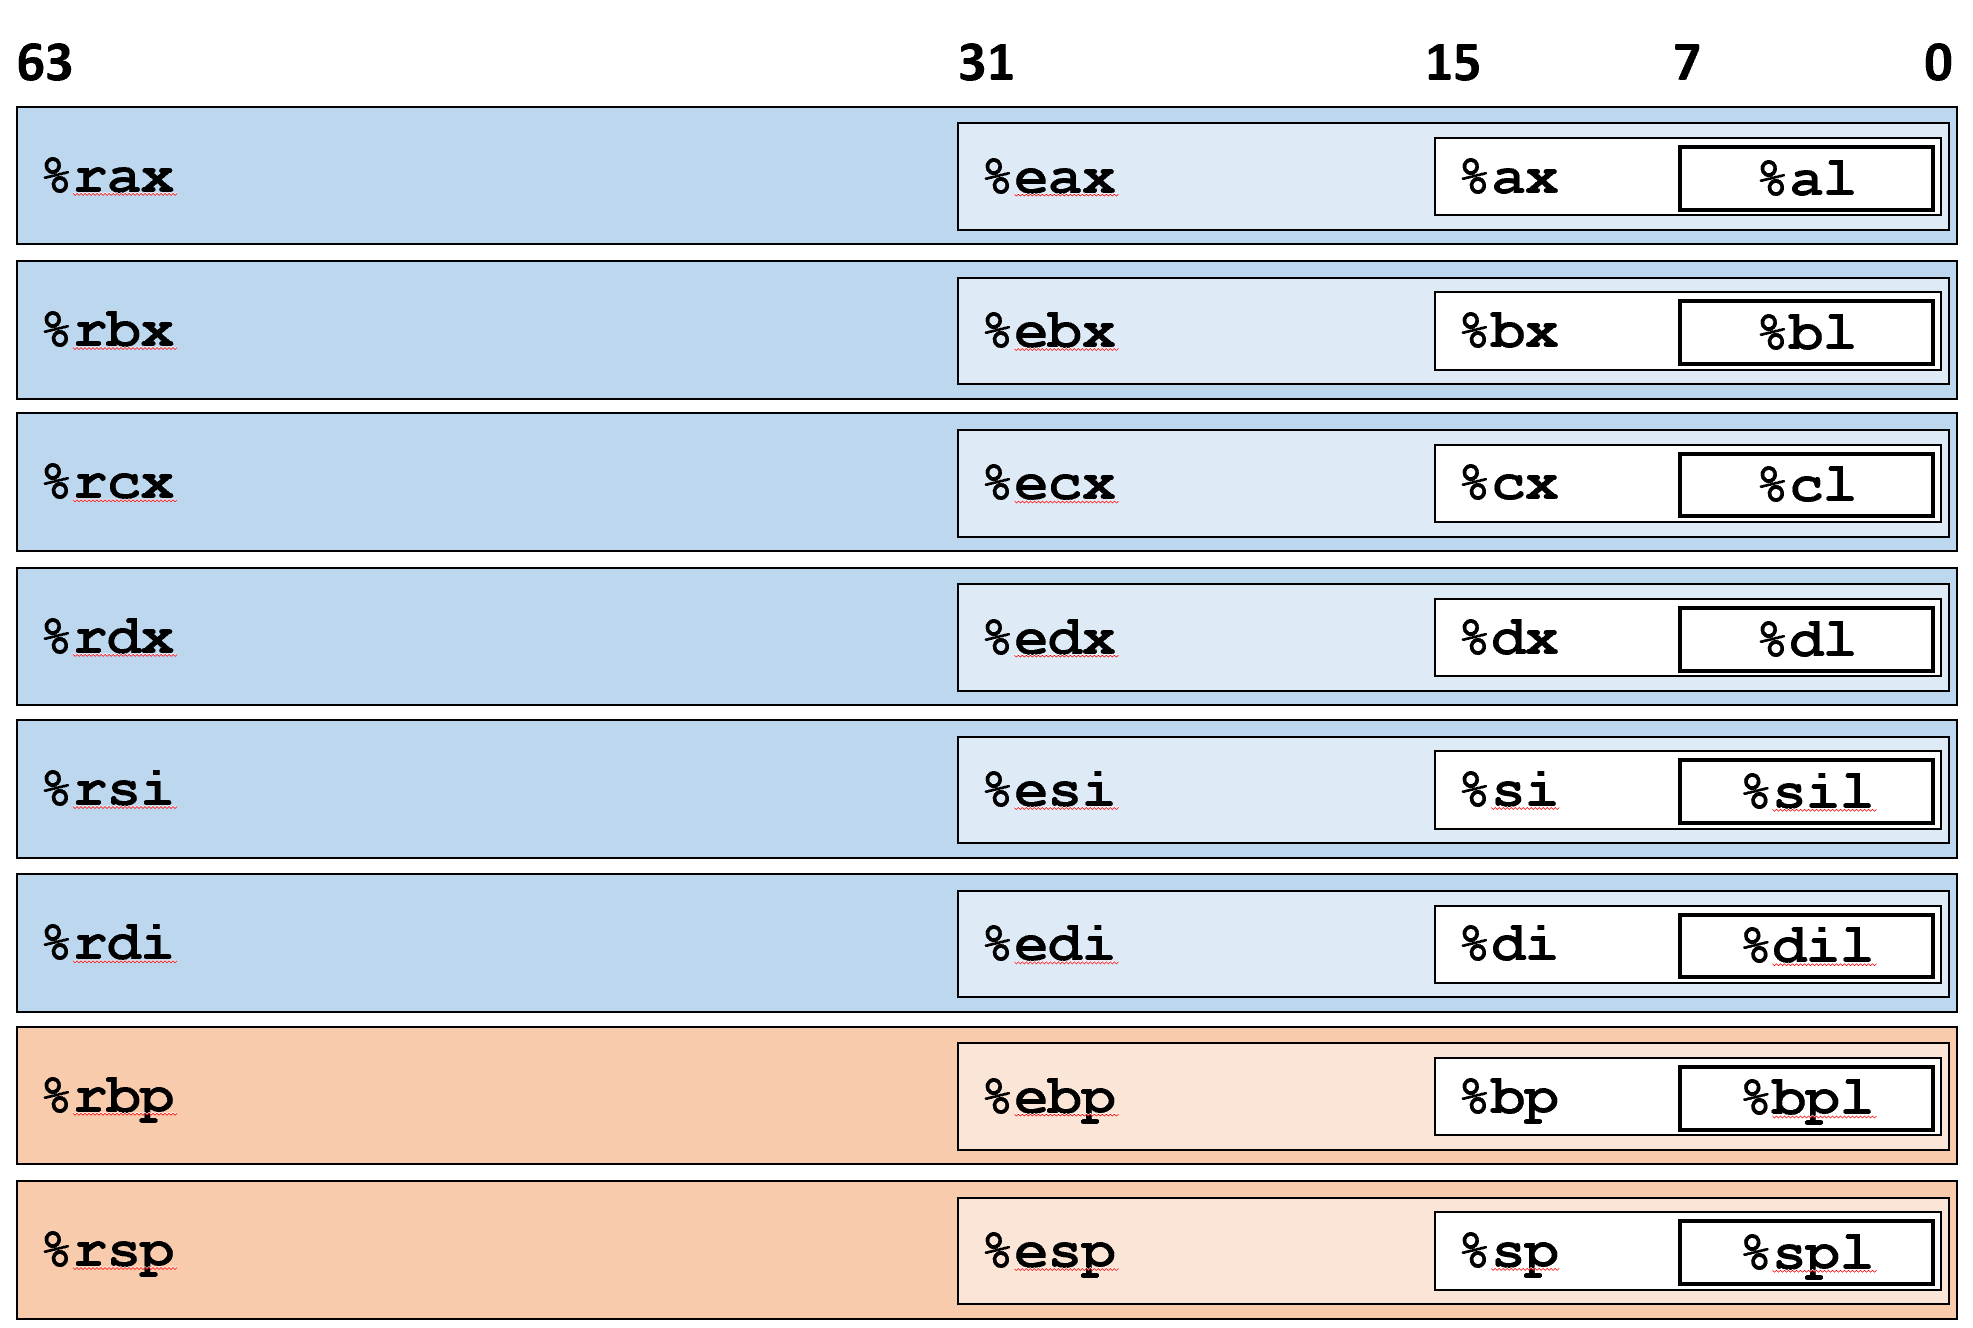 63 31 15 7 0
%rax %eax %ax %al
%rbx %ebx %bx %bl
%rcx %ecx %cx %cl
%rdx %edx %dx %dl
%rsi %esi %si %sil
%rdi %edi %di %dil
%rbp %ebp %bp %bpl
%rsp %esp %sp %spl